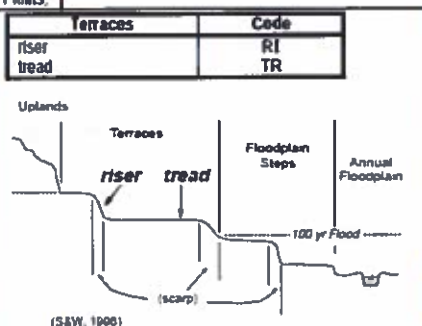 Terraces Code
riser RI
tread TR
Uplands
Terraces
riser tread
Floodplain
Steps
Annual
Floodplain
100 yr Flood
(scarp)
(S&W, 1996)